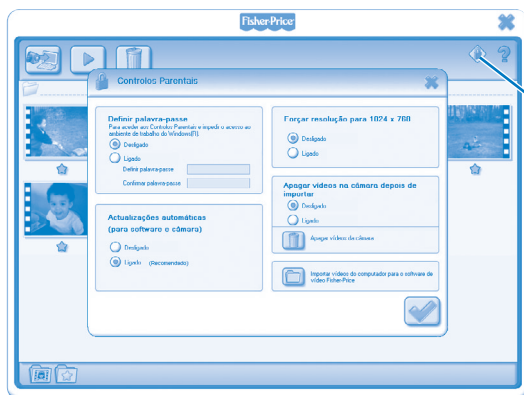 Fisher-Price
Controlos Parentais
Definir palavra-passe
Para aceder aos Controlos Parentais e impedir o acesso ao
ambiente de trabalho do Windows(R).
Desligado
Ligado
Definir palavra-passe
Confirmar palavra-passe
Actualizações automáticas
(para software e câmara)
Desligado
Ligado (Recomendado)
Forçar resolução para 1024 x 768
Desligado
Ligado
Apagar vídeos na câmara depois de
importar
Desligado
Ligado
Apagar vídeos da câmara
Importar vídeos do computador para o software de
vídeo Fisher-Price